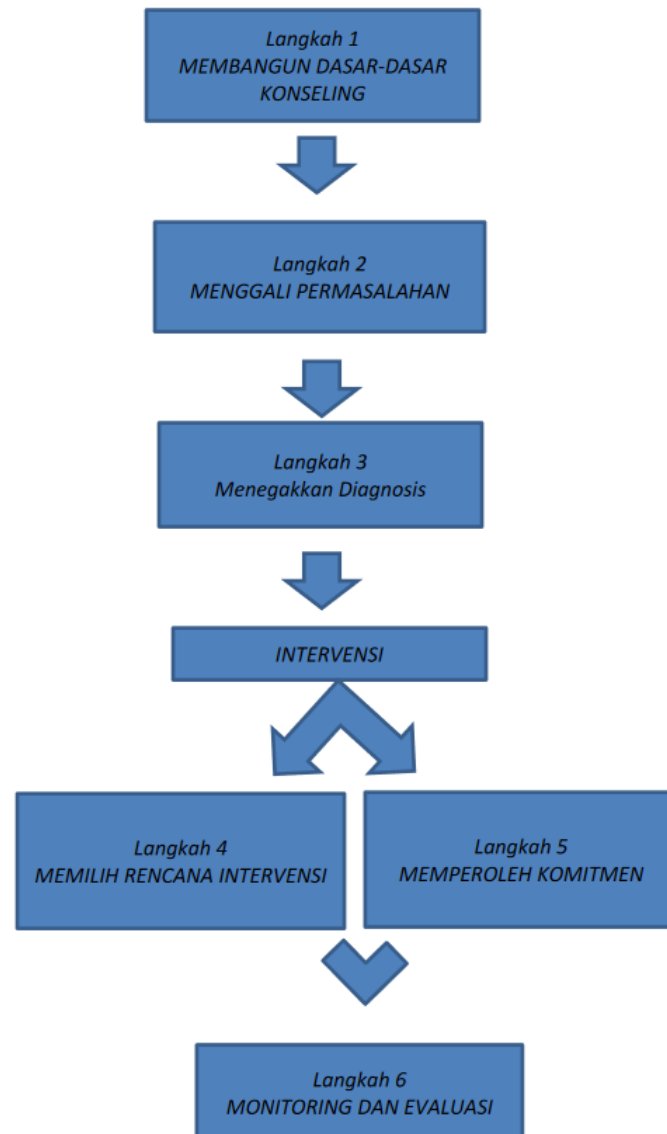 Langkah 1
MEMBANGUN DASAR-DASAR
KONSELING
Langkah 2
MENGGALI PERMASALAHAN
Langkah 3
Menegakkan Diagnosis
INTERVENSI
Langkah 4
MEMILIH RENCANA INTERVENSI
Langkah 5
MEMPEROLEH KOMITMEN
Langkah 6
MONITORING DAN EVALUASI